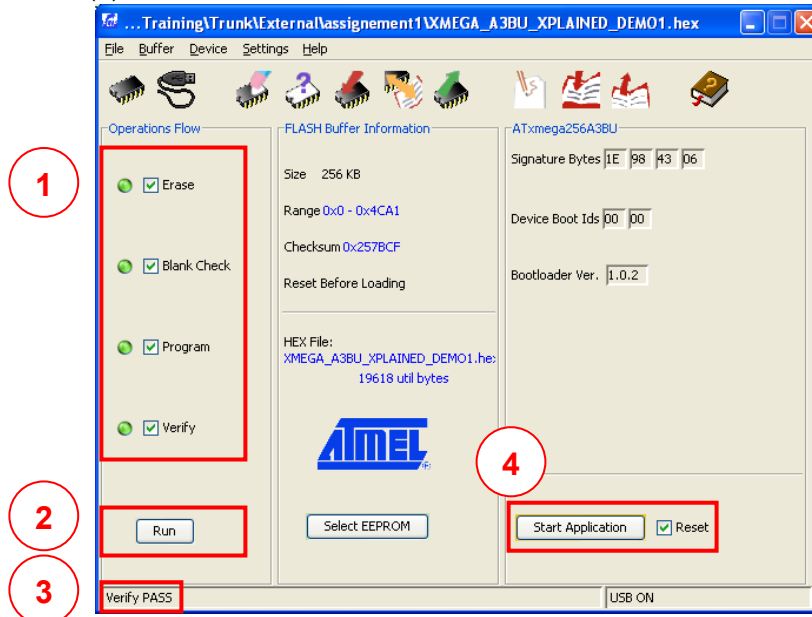 ...Training\Trunk\External\assignement1\XMEGA_A3BU_XPLAINED_DEMO1.hex
File Buffer Device Settings Help
Operations Flow
FLASH Buffer Information
ATxmega256A3BU
1
Erase
Blank Check
Program
Verify
Size 256 KB
Range 0x0 - 0x4CA1
Checksum 0x257BCF
Reset Before Loading
HEX File:
XMEGA_A3BU_XPLAINED_DEMO1.he
19618 util bytes
ATMEL
Signature Bytes 1E 98 43 06
Device Boot Ids 00 00
Bootloader Ver. 1.0.2
4
2
Run
Select EEPROM
Start Application Reset
3
Verify PASS
USB ON